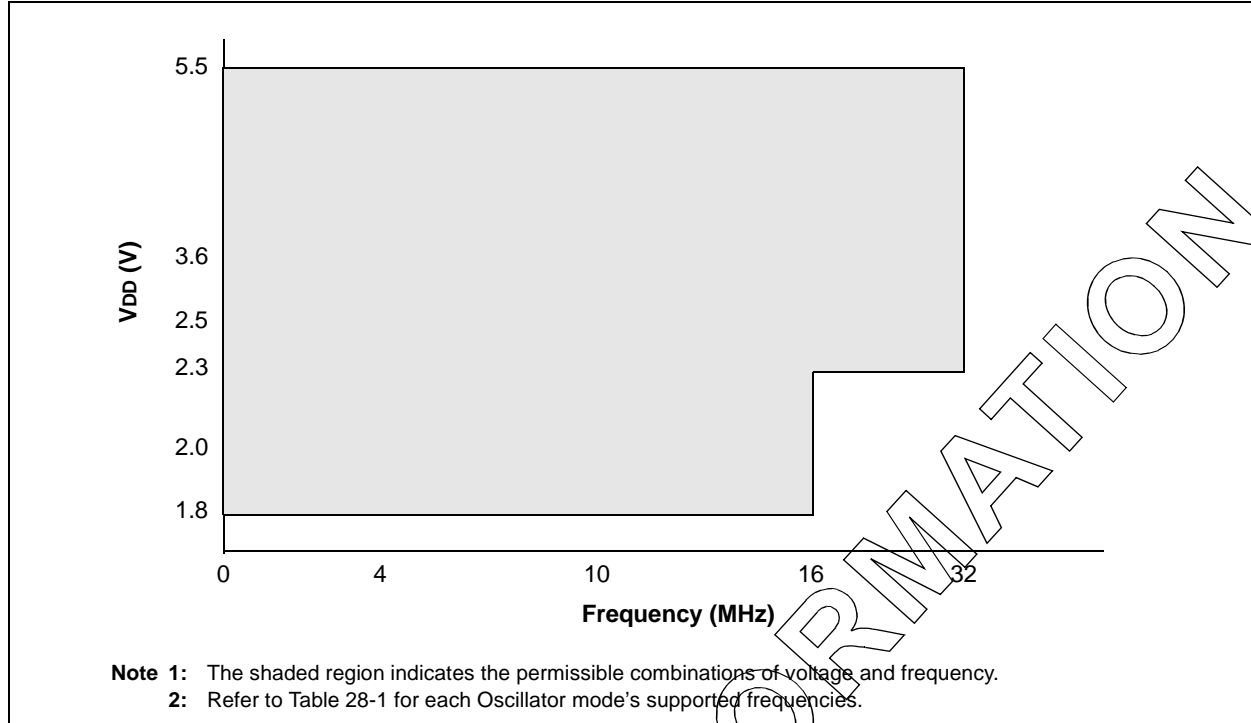 5.5
3.6
2.5
2.3
2.0
1.8
VDD (V)
0 4 10 16 32
Frequency (MHz)
Note 1: The shaded region indicates the permissible combinations of voltage and frequency.
2: Refer to Table 28-1 for each Oscillator mode's supported frequencies.
ORMATION